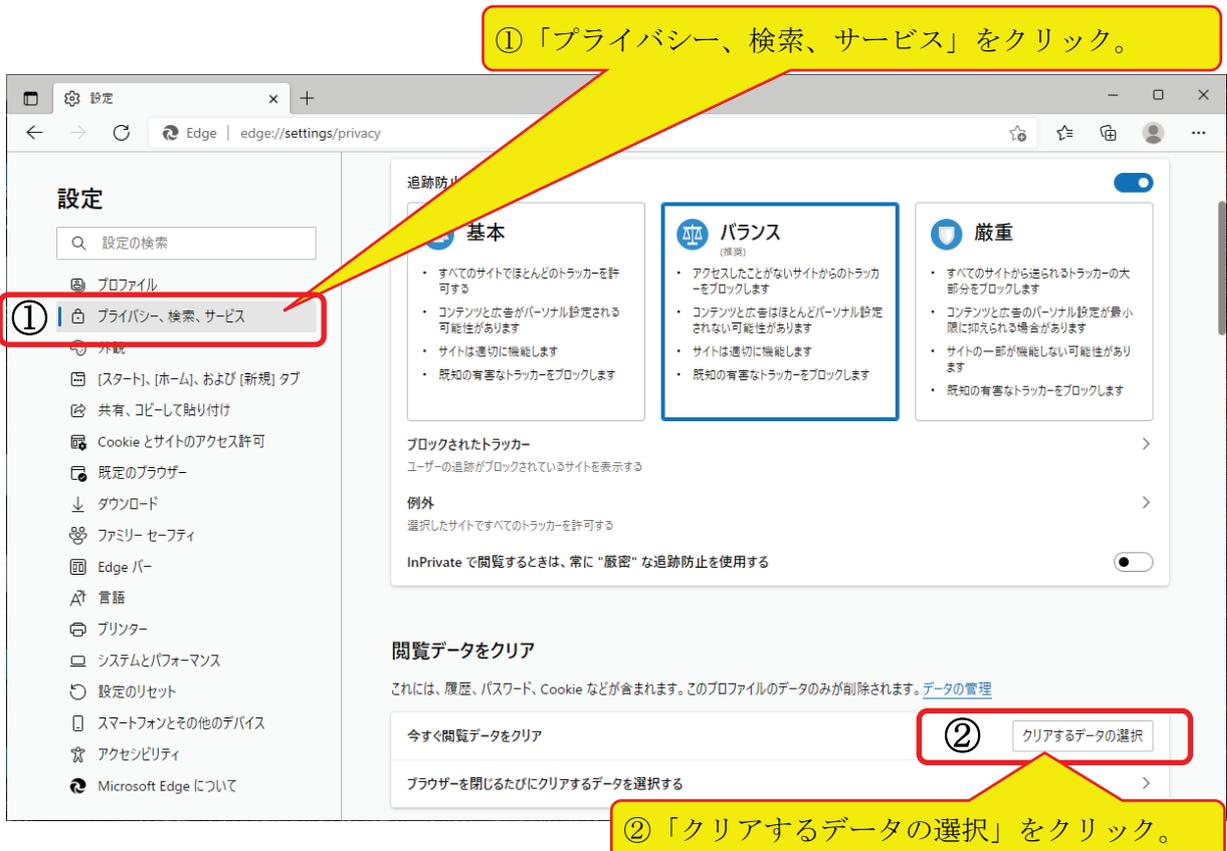 ①「プライバシー、検索、サービス」をクリック。
設定
Edge | edge://settings/privacy
設定
設定の検索
プロファイル
①
プライバシー、検索、サービス
外観
[スタート]、[ホーム]、および [新規] タブ
共有、コピーして貼り付け
Cookie とサイトのアクセス許可
既定のブラウザー
ダウンロード
ファミリー セーフティ
Edge バー
言語
プリンター
システムとパフォーマンス
設定のリセット
スマートフォンとその他のデバイス
アクセシビリティ
Microsoft Edge について
追跡防止
基本
すべてのサイトでほとんどのトラッカーを許
可する
コンテンツと広告がパーソナル設定される
可能性があります
サイトは適切に機能します
既知の有害なトラッカーをブロックします
バランス
(推奨)
アクセスしたことがないサイトからのトラッカ
ーをブロックします
コンテンツと広告はほとんどパーソナル設定
されない可能性があります
サイトは適切に機能します
既知の有害なトラッカーをブロックします
厳重
すべてのサイトから送られるトラッカーの大
部分をブロックします
コンテンツと広告のパーソナル設定が最小
限に抑えられる場合があります
サイトの一部が機能しない可能性があり
ます
既知の有害なトラッカーをブロックします
ブロックされたトラッカー
ユーザーの追跡がブロックされているサイトを表示する
例外
選択したサイトですべてのトラッカーを許可する
InPrivate で閲覧するときは、常に "厳密" な追跡防止を使用する
閲覧データをクリア
これには、履歴、パスワード、Cookie などが含まれます。このプロファイルのデータのみが削除されます。データの管理
今すぐ閲覧データをクリア
②
クリアするデータの選択
ブラウザーを閉じるたびにクリアするデータを選択する
②「クリアするデータの選択」をクリック。